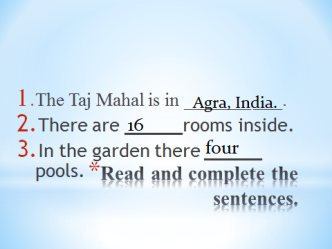 1.The Taj Mahal is in Agra, India. .
2.There are 16 rooms inside.
3.In the garden there four
pools. *Read and complete the
sentences.